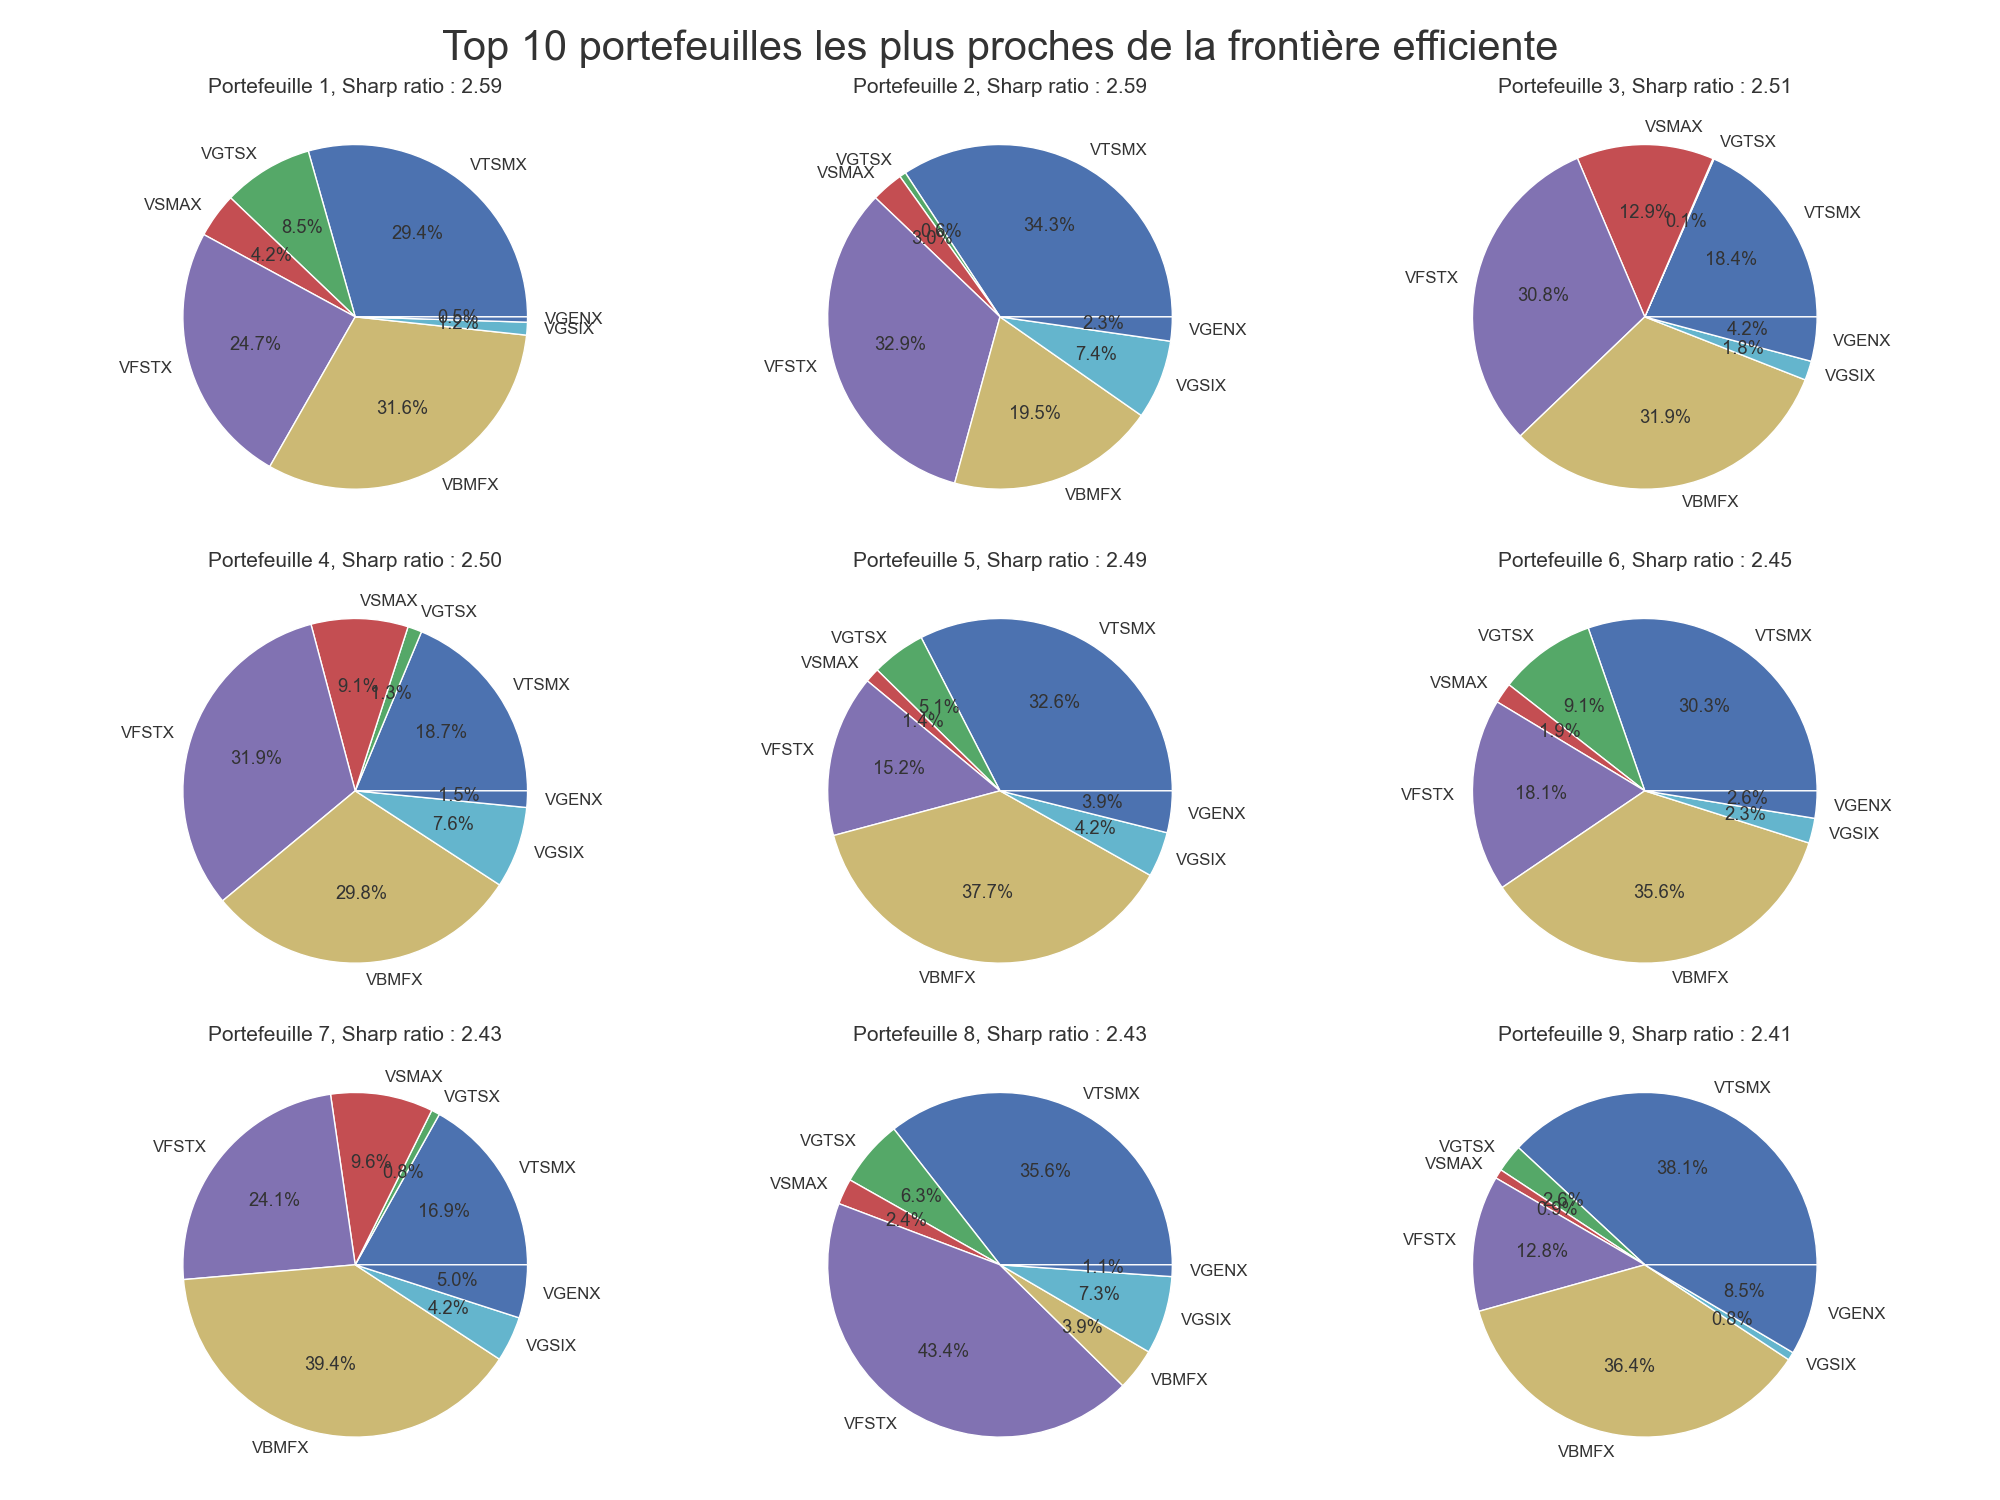 Top 10 portefeuilles les plus proches de la frontière efficiente
Portefeuille 1, Sharp ratio : 2.59
VTSMX
29.4%
VGTSX
8.5%
VSMAX
4.2%
VFSTX
24.7%
VBMFX
31.6%
VGSIX
1.2%
VGENX
0.5%
Portefeuille 2, Sharp ratio : 2.59
VTSMX
34.3%
VGTSX
0.6%
VSMAX
3.0%
VFSTX
32.9%
VBMFX
19.5%
VGSIX
7.4%
VGENX
2.3%
Portefeuille 3, Sharp ratio : 2.51
VTSMX
18.4%
VGTSX
0.1%
VSMAX
12.9%
VFSTX
30.8%
VBMFX
31.9%
VGSIX
1.8%
VGENX
4.2%
Portefeuille 4, Sharp ratio : 2.50
VTSMX
18.7%
VGTSX
1.3%
VSMAX
9.1%
VFSTX
31.9%
VBMFX
29.8%
VGSIX
7.6%
VGENX
1.5%
Portefeuille 5, Sharp ratio : 2.49
VTSMX
32.6%
VGTSX
5.1%
VSMAX
1.4%
VFSTX
15.2%
VBMFX
37.7%
VGSIX
4.2%
VGENX
3.9%
Portefeuille 6, Sharp ratio : 2.45
VTSMX
30.3%
VGTSX
9.1%
VSMAX
1.9%
VFSTX
18.1%
VBMFX
35.6%
VGSIX
2.3%
VGENX
2.6%
Portefeuille 7, Sharp ratio : 2.43
VTSMX
16.9%
VGTSX
0.8%
VSMAX
9.6%
VFSTX
24.1%
VBMFX
39.4%
VGSIX
4.2%
VGENX
5.0%
Portefeuille 8, Sharp ratio : 2.43
VTSMX
35.6%
VGTSX
6.3%
VSMAX
2.4%
VFSTX
43.4%
VBMFX
3.9%
VGSIX
7.3%
VGENX
1.1%
Portefeuille 9, Sharp ratio : 2.41
VTSMX
38.1%
VGTSX
2.6%
VSMAX
0.9%
VFSTX
12.8%
VBMFX
36.4%
VGSIX
0.8%
VGENX
8.5%